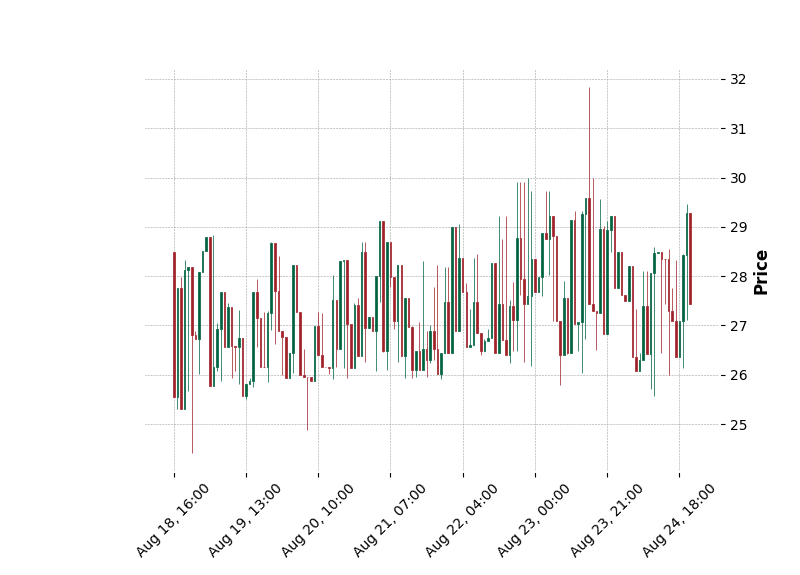 32
31
30
29
28
27
26
25
Price
Aug 18, 16:00
Aug 19, 13:00
Aug 20, 10:00
Aug 21, 07:00
Aug 22, 04:00
Aug 23, 00:00
Aug 23, 21:00
Aug 24, 18:00